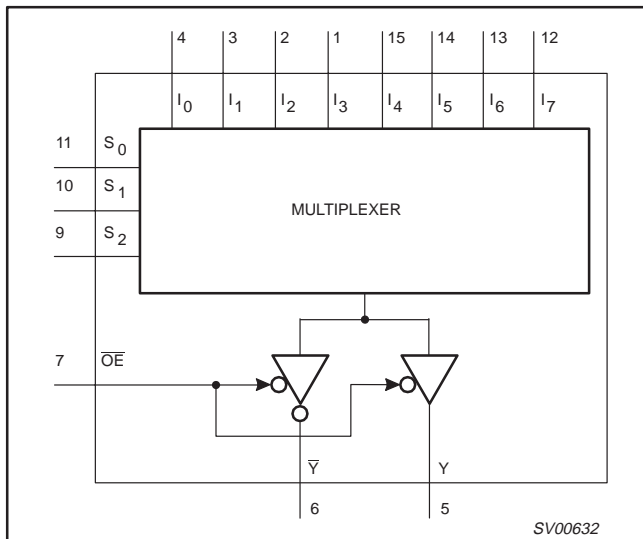 4 3 2 1 15 14 13 12
I0 I1 I2 I3 I4 I5 I6 I7
11 S0
10 S1
MULTIPLEXER
9 S2
7 O̅E̅
Y̅ Y
6 5
SV00632